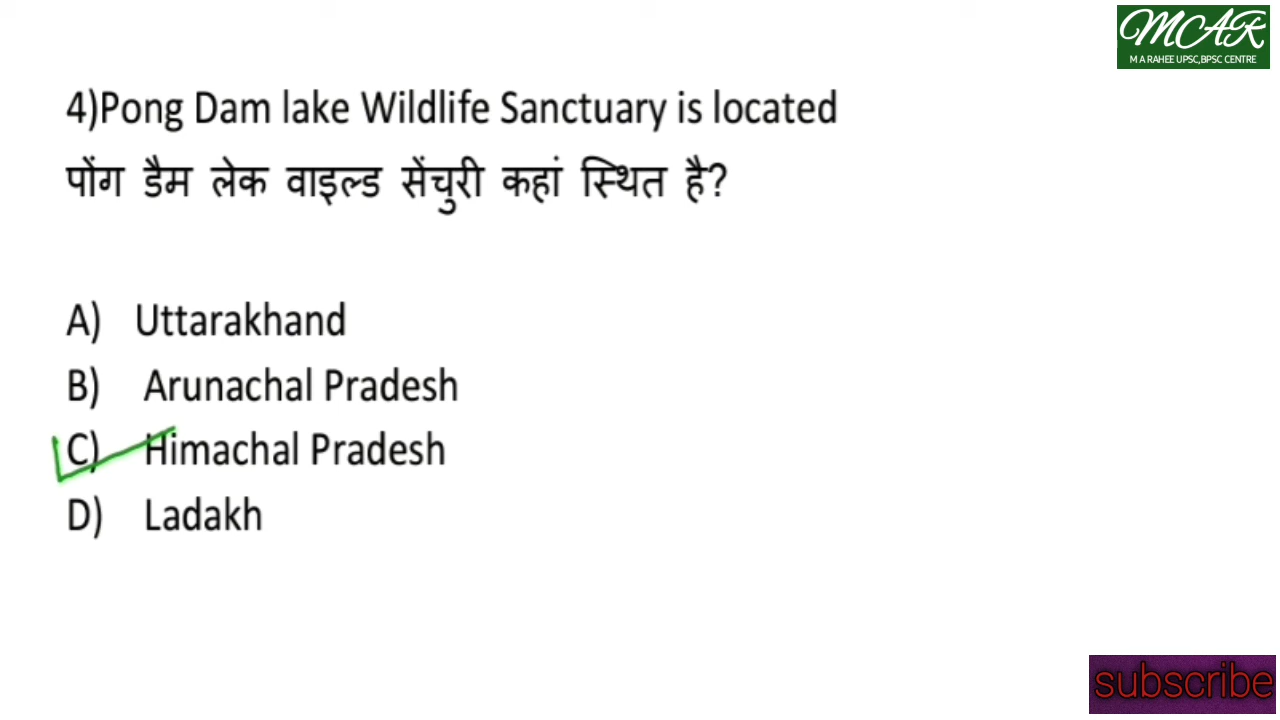 MCAR
M A RAHEE UPSC,BPSC CENTRE
4)Pong Dam lake Wildlife Sanctuary is located
पोंग डैम लेक वाइल्ड सेंचुरी कहां स्थित है?
A) Uttarakhand
B) Arunachal Pradesh
C) Himachal Pradesh
D) Ladakh
subscribe